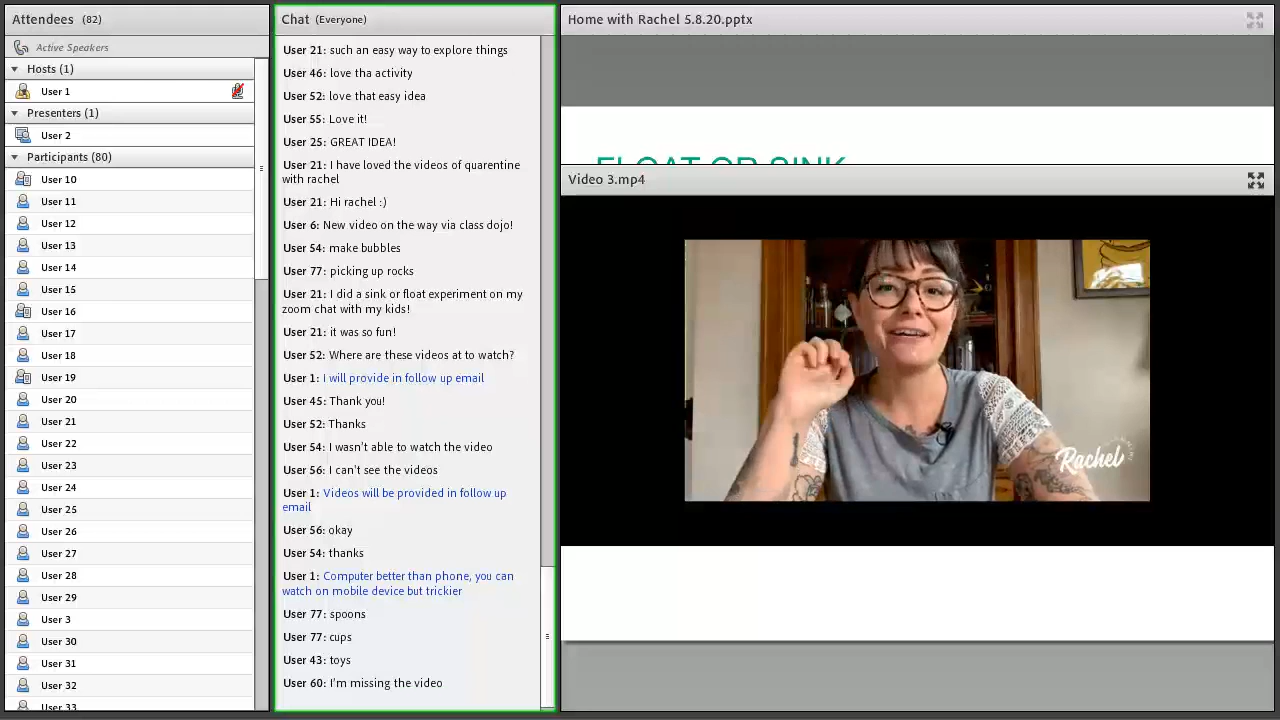 Attendees (82)
Active Speakers
Hosts (1)
User 1
Presenters (1)
User 2
Participants (80)
User 10
User 11
User 12
User 13
User 14
User 15
User 16
User 17
User 18
User 19
User 20
User 21
User 22
User 23
User 24
User 25
User 26
User 27
User 28
User 29
User 3
User 30
User 31
User 32
User 33
Chat (Everyone)
User 21: such an easy way to explore things
User 46: love tha activity
User 52: love that easy idea
User 55: Love it!
User 25: GREAT IDEA!
User 21: I have loved the videos of quarentine
with rachel
User 21: Hi rachel :)
User 6: New video on the way via class dojo!
User 54: make bubbles
User 77: picking up rocks
User 21: I did a sink or float experiment on my
zoom chat with my kids!
User 21: it was so fun!
User 52: Where are these videos at to watch?
User 1: I will provide in follow up email
User 45: Thank you!
User 52: Thanks
User 54: I wasn't able to watch the video
User 56: I can't see the videos
User 1: Videos will be provided in follow up
email
User 56: okay
User 54: thanks
User 1: Computer better than phone, you can
watch on mobile device but trickier
User 77: spoons
User 77: cups
User 43: toys
User 60: I'm missing the video
Home with Rachel 5.8.20.pptx
FLOAT OR SINK
Video 3.mp4
Rachel